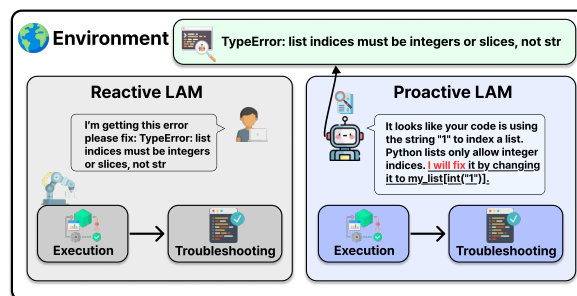 Environment
TypeError: list indices must be integers or slices, not str
Reactive LAM
I'm getting this error
please fix: TypeError: list
indices must be integers
or slices, not str
Execution
Troubleshooting
Proactive LAM
It looks like your code is using
the string "1" to index a list.
Python lists only allow integer
indices. I will fix it by changing
it to my_list[int("1")].
Execution
Troubleshooting